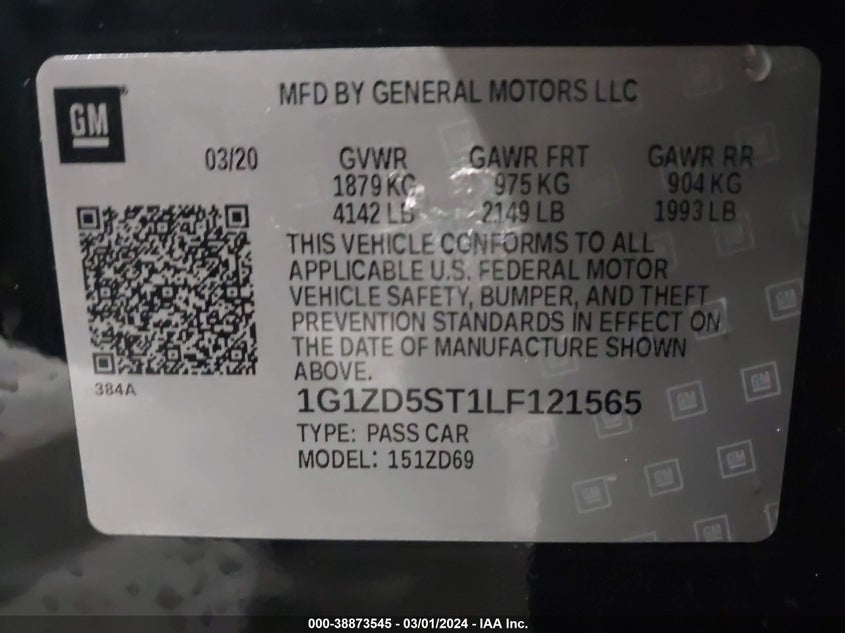 GM
MFD BY GENERAL MOTORS LLC
03/20 GVWR GAWR FRT GAWR RR
1879 KG 975 KG 904 KG
4142 LB 2149 LB 1993 LB
THIS VEHICLE CONFORMS TO ALL
APPLICABLE U.S. FEDERAL MOTOR
VEHICLE SAFETY, BUMPER, AND THEFT
PREVENTION STANDARDS IN EFFECT ON
THE DATE OF MANUFACTURE SHOWN
ABOVE.
384A
1G1ZD5ST1LF121565
TYPE: PASS CAR
MODEL: 151ZD69
000-38873545 - 03/01/2024 - IAA Inc.